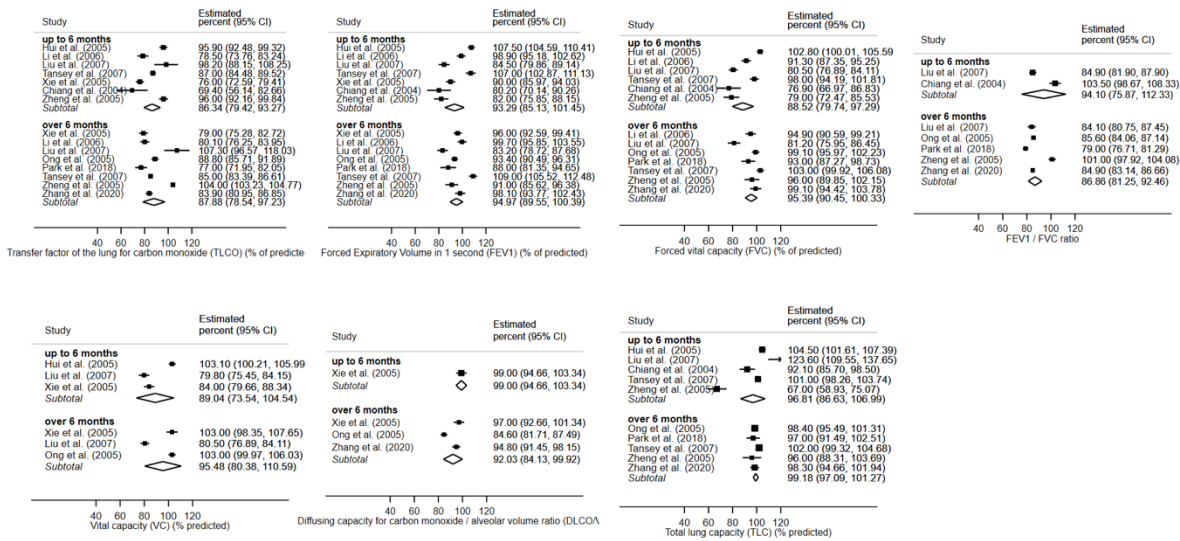 Study
Estimated
percent (95% CI)
up to 6 months
Hui et al. (2005) 95.90 (92.48, 99.32)
Li et al. (2006) 78.50 (73.76, 83.24)
Liu et al. (2007) 98.20 (88.15, 108.25)
Tansey et al. (2007) 87.00 (84.48, 89.52)
Xie et al. (2005) 76.00 (72.59, 79.41)
Chiang et al. (2004) 69.40 (56.14, 82.66)
Zheng et al. (2005) 96.00 (92.16, 99.84)
Subtotal 86.34 (79.42, 93.27)
over 6 months
Xie et al. (2005) 79.00 (75.28, 82.72)
Li et al. (2006) 80.10 (76.25, 83.95)
Liu et al. (2007) 107.30 (96.57, 118.03)
Ong et al. (2005) 88.80 (85.71, 91.89)
Park et al. (2018) 77.00 (71.95, 82.05)
Tansey et al. (2007) 85.00 (83.39, 86.61)
Zheng et al. (2005) 104.00 (103.23, 104.77)
Zhang et al. (2020) 83.90 (80.95, 86.85)
Subtotal 87.88 (78.54, 97.23)
40 60 80 100 120
Transfer factor of the lung for carbon monoxide (TLCO) (% of predicte
Study
Estimated
percent (95% CI)
up to 6 months
Hui et al. (2005) 107.50 (104.59, 110.41)
Li et al. (2006) 98.90 (95.18, 102.62)
Liu et al. (2007) 84.50 (79.86, 89.14)
Tansey et al. (2007) 107.00 (102.87, 111.13)
Xie et al. (2005) 90.00 (85.97, 94.03)
Chiang et al. (2004) 80.20 (70.14, 90.26)
Zheng et al. (2005) 82.00 (75.85, 88.15)
Subtotal 93.29 (85.13, 101.45)
over 6 months
Xie et al. (2005) 96.00 (92.59, 99.41)
Li et al. (2006) 99.70 (95.85, 103.55)
Liu et al. (2007) 83.20 (78.72, 87.68)
Ong et al. (2005) 93.40 (90.49, 96.31)
Park et al. (2018) 88.00 (81.35, 94.65)
Tansey et al. (2007) 109.00 (105.52, 112.48)
Zheng et al. (2005) 91.00 (85.62, 96.38)
Zhang et al. (2020) 98.10 (93.77, 102.43)
Subtotal 94.97 (89.55, 100.39)
40 60 80 100 120
Forced Expiratory Volume in 1 second (FEV1) (% of predicted)
Study
Estimated
percent (95% CI)
up to 6 months
Hui et al. (2005) 102.80 (100.01, 105.59
Li et al. (2006) 91.30 (87.35, 95.25)
Liu et al. (2007) 80.50 (76.89, 84.11)
Tansey et al. (2007) 98.00 (94.19, 101.81)
Chiang et al. (2004) 76.90 (66.97, 86.83)
Zheng et al. (2005) 79.00 (72.47, 85.53)
Subtotal 88.52 (79.74, 97.29)
over 6 months
Li et al. (2006) 94.90 (90.59, 99.21)
Liu et al. (2007) 81.20 (75.95, 86.45)
Ong et al. (2005) 99.10 (95.97, 102.23)
Park et al. (2018) 93.00 (87.27, 98.73)
Tansey et al. (2007) 103.00 (99.92, 106.08)
Zheng et al. (2005) 96.00 (89.85, 102.15)
Zhang et al. (2020) 99.10 (94.42, 103.78)
Subtotal 95.39 (90.45, 100.33)
40 60 80 100 120
Forced vital capacity (FVC) (% of predicted)
Study
Estimated
percent (95% CI)
up to 6 months
Liu et al. (2007) 84.90 (81.90, 87.90)
Chiang et al. (2004) 103.50 (98.67, 108.33)
Subtotal 94.10 (75.87, 112.33)
over 6 months
Liu et al. (2007) 84.10 (80.75, 87.45)
Ong et al. (2005) 85.60 (84.06, 87.14)
Park et al. (2018) 79.00 (76.71, 81.29)
Zheng et al. (2005) 101.00 (97.92, 104.08)
Zhang et al. (2020) 84.90 (83.14, 86.66)
Subtotal 86.86 (81.25, 92.46)
40 60 80 100 120
FEV1 / FVC ratio
Study
Estimated
percent (95% CI)
up to 6 months
Hui et al. (2005) 103.10 (100.21, 105.99
Liu et al. (2007) 79.80 (75.45, 84.15)
Xie et al. (2005) 84.00 (79.66, 88.34)
Subtotal 89.04 (73.54, 104.54)
over 6 months
Xie et al. (2005) 103.00 (98.35, 107.65)
Liu et al. (2007) 80.50 (76.89, 84.11)
Ong et al. (2005) 103.00 (99.97, 106.03)
Subtotal 95.48 (80.38, 110.59)
40 60 80 100 120
Vital capacity (VC) (% predicted)
Study
Estimated
percent (95% CI)
up to 6 months
Xie et al. (2005) 99.00 (94.66, 103.34)
Subtotal 99.00 (94.66, 103.34)
over 6 months
Xie et al. (2005) 97.00 (92.66, 101.34)
Ong et al. (2005) 84.60 (81.71, 87.49)
Zhang et al. (2020) 94.80 (91.45, 98.15)
Subtotal 92.03 (84.13, 99.92)
40 60 80 100 120
Diffusing capacity for carbon monoxide / alveolar volume ratio (DLCO/\
Study
Estimated
percent (95% CI)
up to 6 months
Hui et al. (2005) 104.50 (101.61, 107.39)
Liu et al. (2007) 123.60 (109.55, 137.65)
Chiang et al. (2004) 92.10 (85.70, 98.50)
Tansey et al. (2007) 101.00 (98.26, 103.74)
Zheng et al. (2005) 67.00 (58.93, 75.07)
Subtotal 96.81 (86.63, 106.99)
over 6 months
Ong et al. (2005) 98.40 (95.49, 101.31)
Park et al. (2018) 97.00 (91.49, 102.51)
Tansey et al. (2007) 102.00 (99.32, 104.68)
Zheng et al. (2005) 96.00 (88.31, 103.69)
Zhang et al. (2020) 98.30 (94.66, 101.94)
Subtotal 99.18 (97.09, 101.27)
40 60 80 100 120
Total lung capacity (TLC) (% predicted)